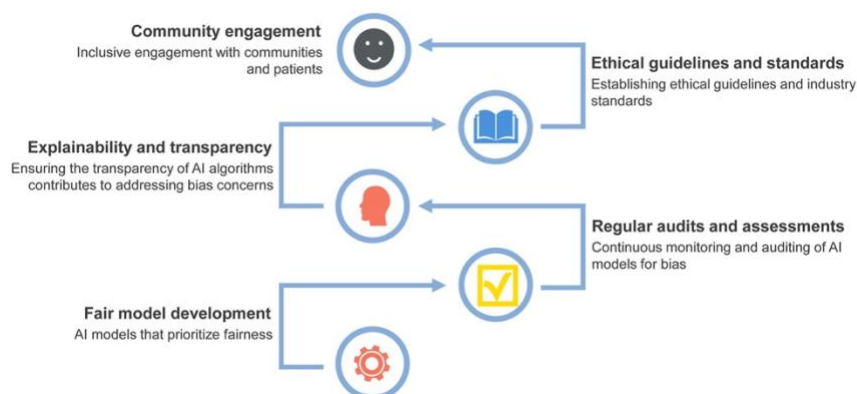 Community engagement
Inclusive engagement with communities
and patients
Ethical guidelines and standards
Establishing ethical guidelines and industry
standards
Explainability and transparency
Ensuring the transparency of AI algorithms
contributes to addressing bias concerns
Regular audits and assessments
Continuous monitoring and auditing of AI
models for bias
Fair model development
AI models that prioritize fairness